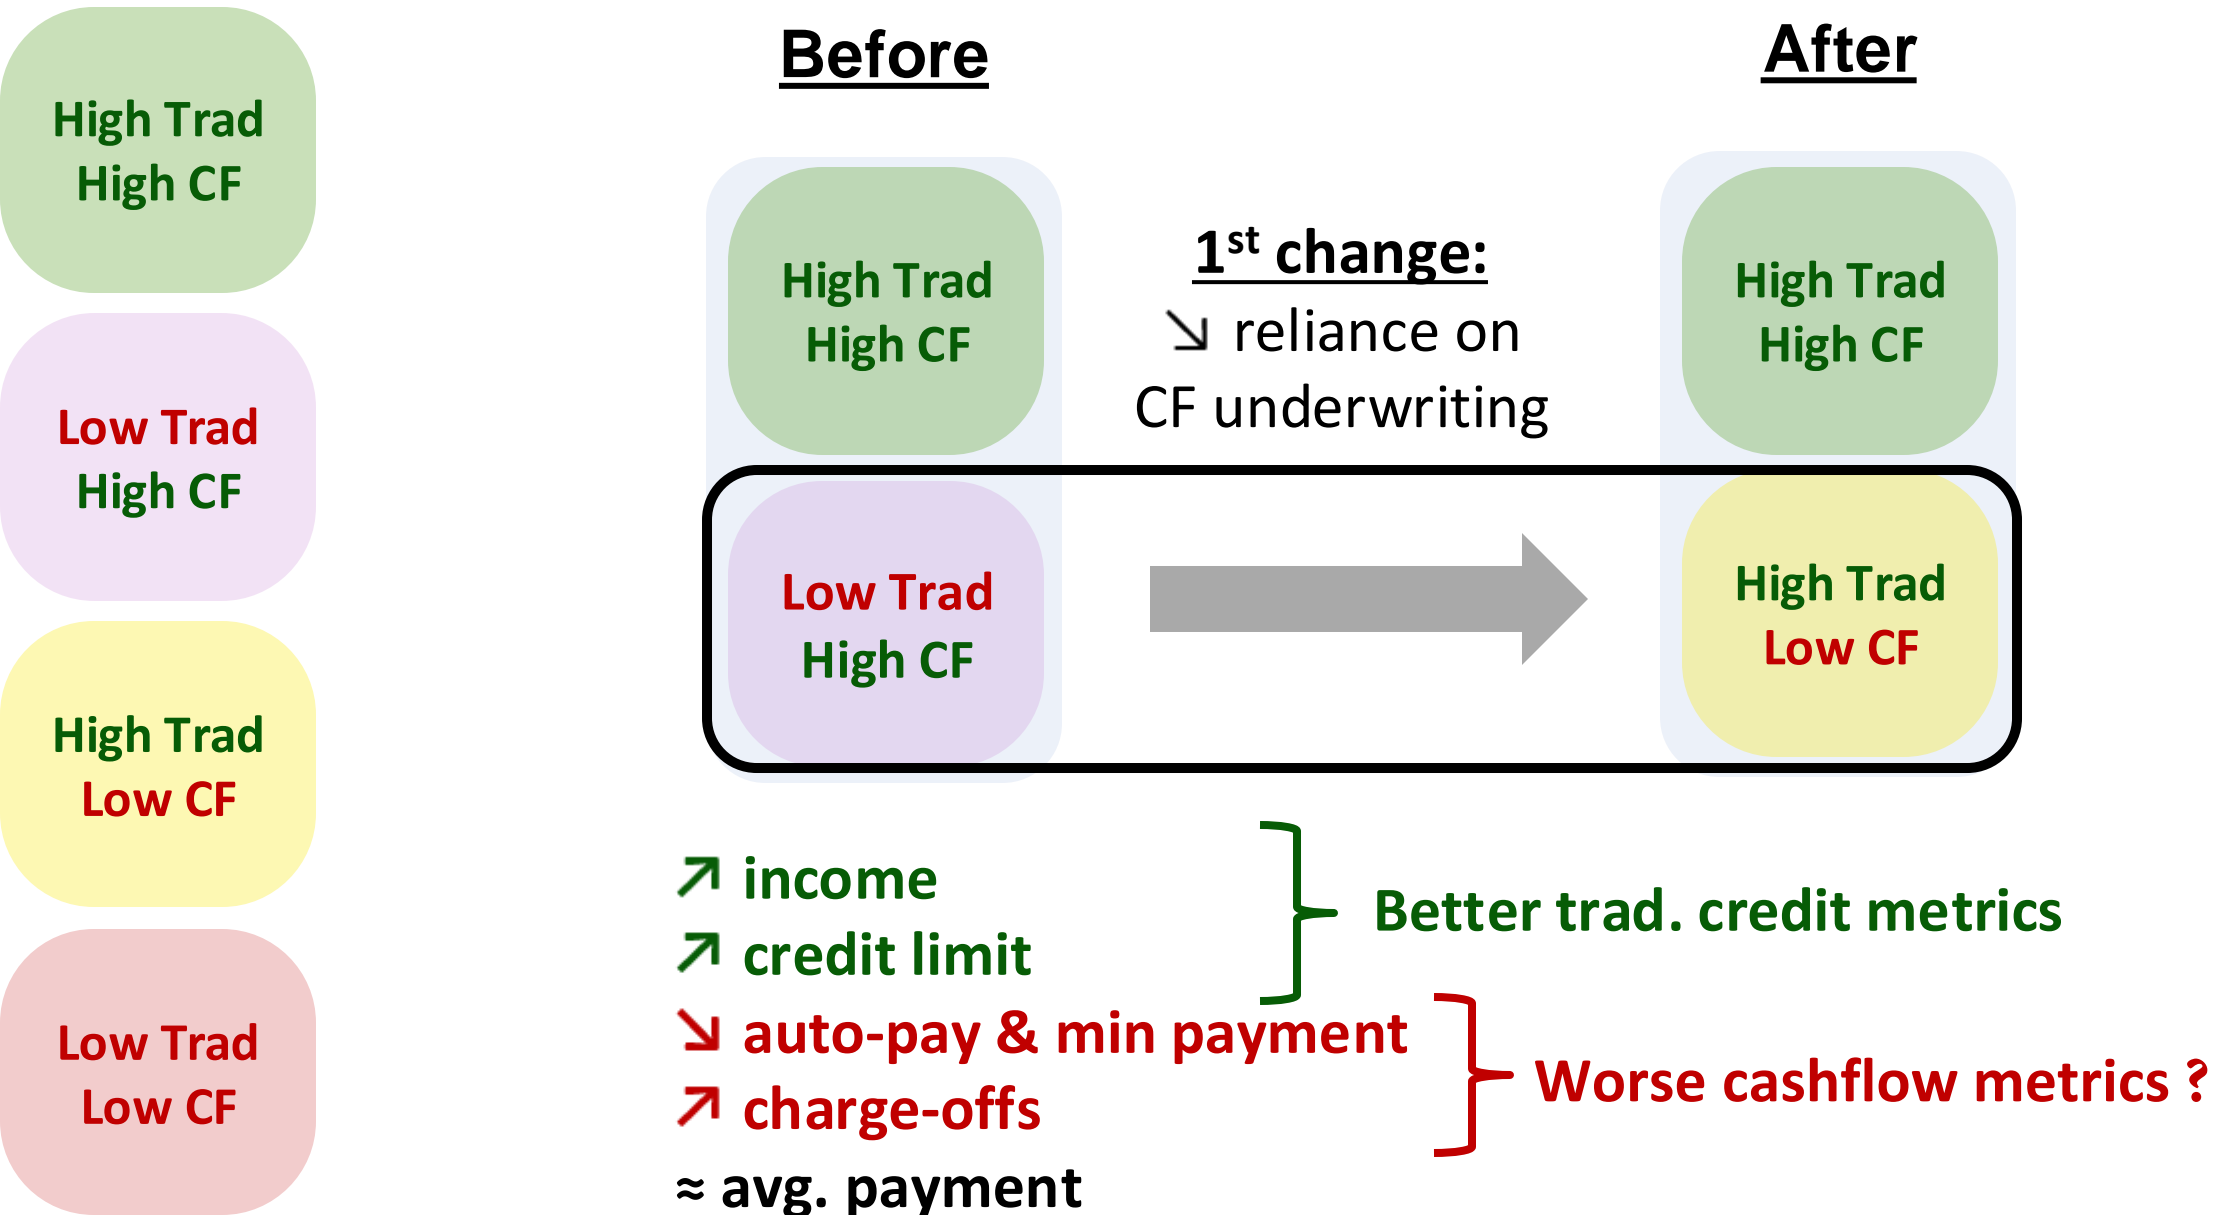 High Trad
High CF
Low Trad
High CF
High Trad
Low CF
Low Trad
Low CF
Before
After
High Trad
High CF
Low Trad
High CF
1st change:
↘ reliance on
CF underwriting
High Trad
High CF
High Trad
Low CF
↗ income
↗ credit limit
↘ auto-pay & min payment
↗ charge-offs
≈ avg. payment
Better trad. credit metrics
Worse cashflow metrics ?